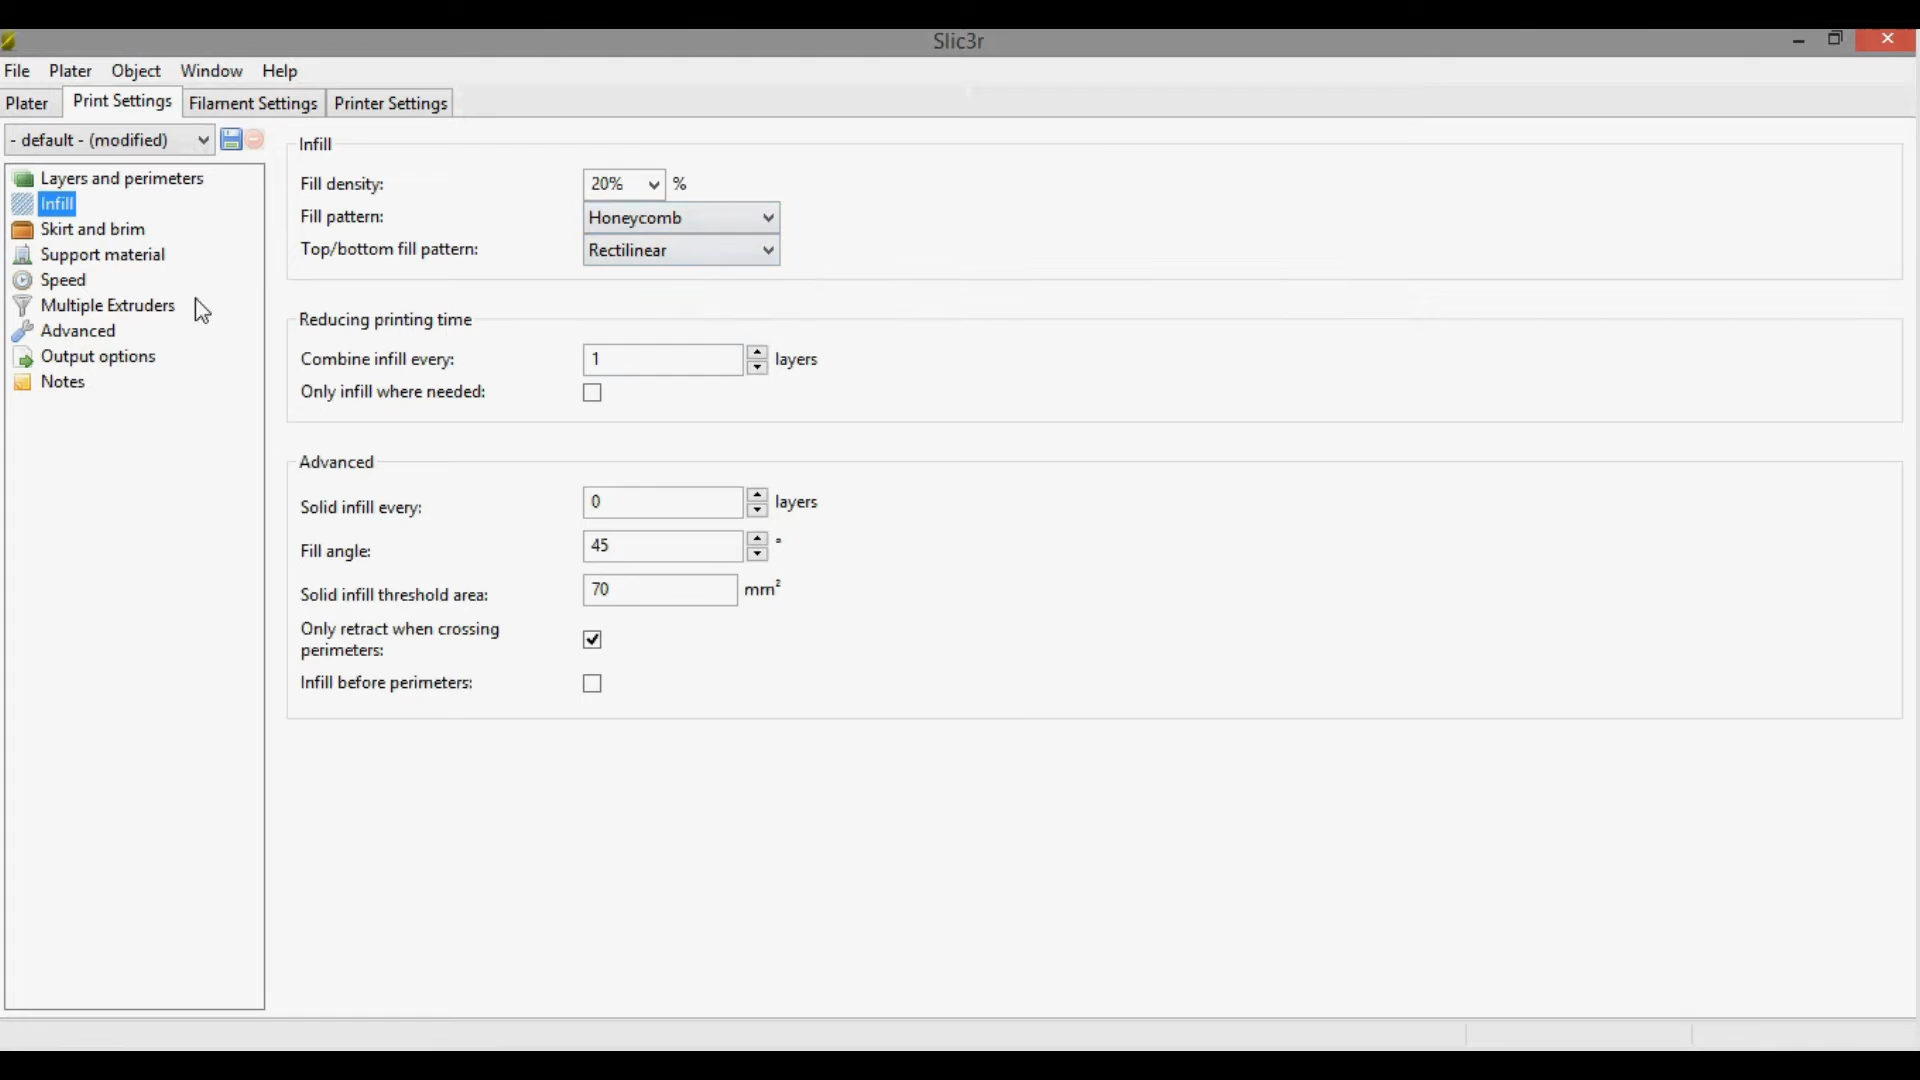 Slic3r
File Plater Object Window Help
Plater Print Settings Filament Settings Printer Settings
- default - (modified)
Layers and perimeters
Infill
Skirt and brim
Support material
Speed
Multiple Extruders
Advanced
Output options
Notes
Infill
Fill density: 20% %
Fill pattern: Honeycomb
Top/bottom fill pattern: Rectilinear
Reducing printing time
Combine infill every: 1 layers
Only infill where needed:
Advanced
Solid infill every: 0 layers
Fill angle: 45 °
Solid infill threshold area: 70 mm²
Only retract when crossing
perimeters:
Infill before perimeters: